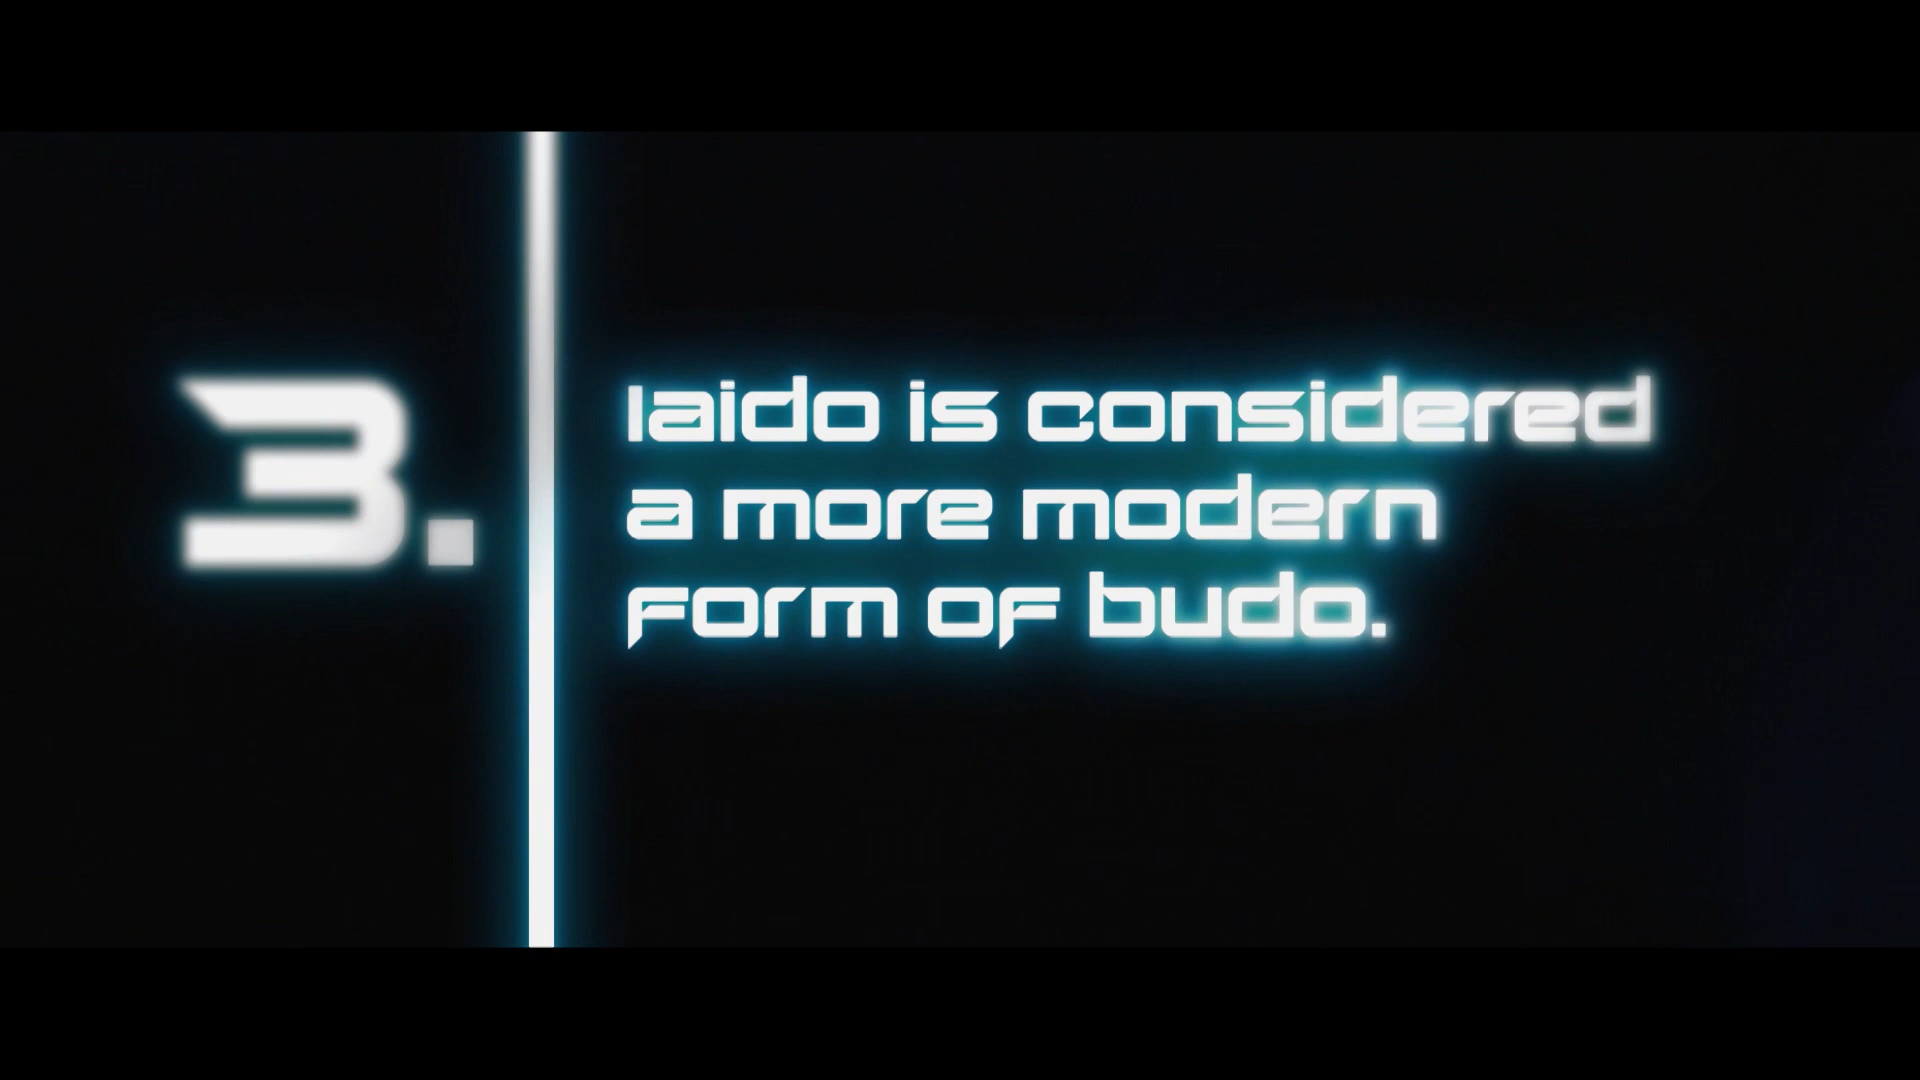 3.
Iaido is considered
a more modern
form of budo.